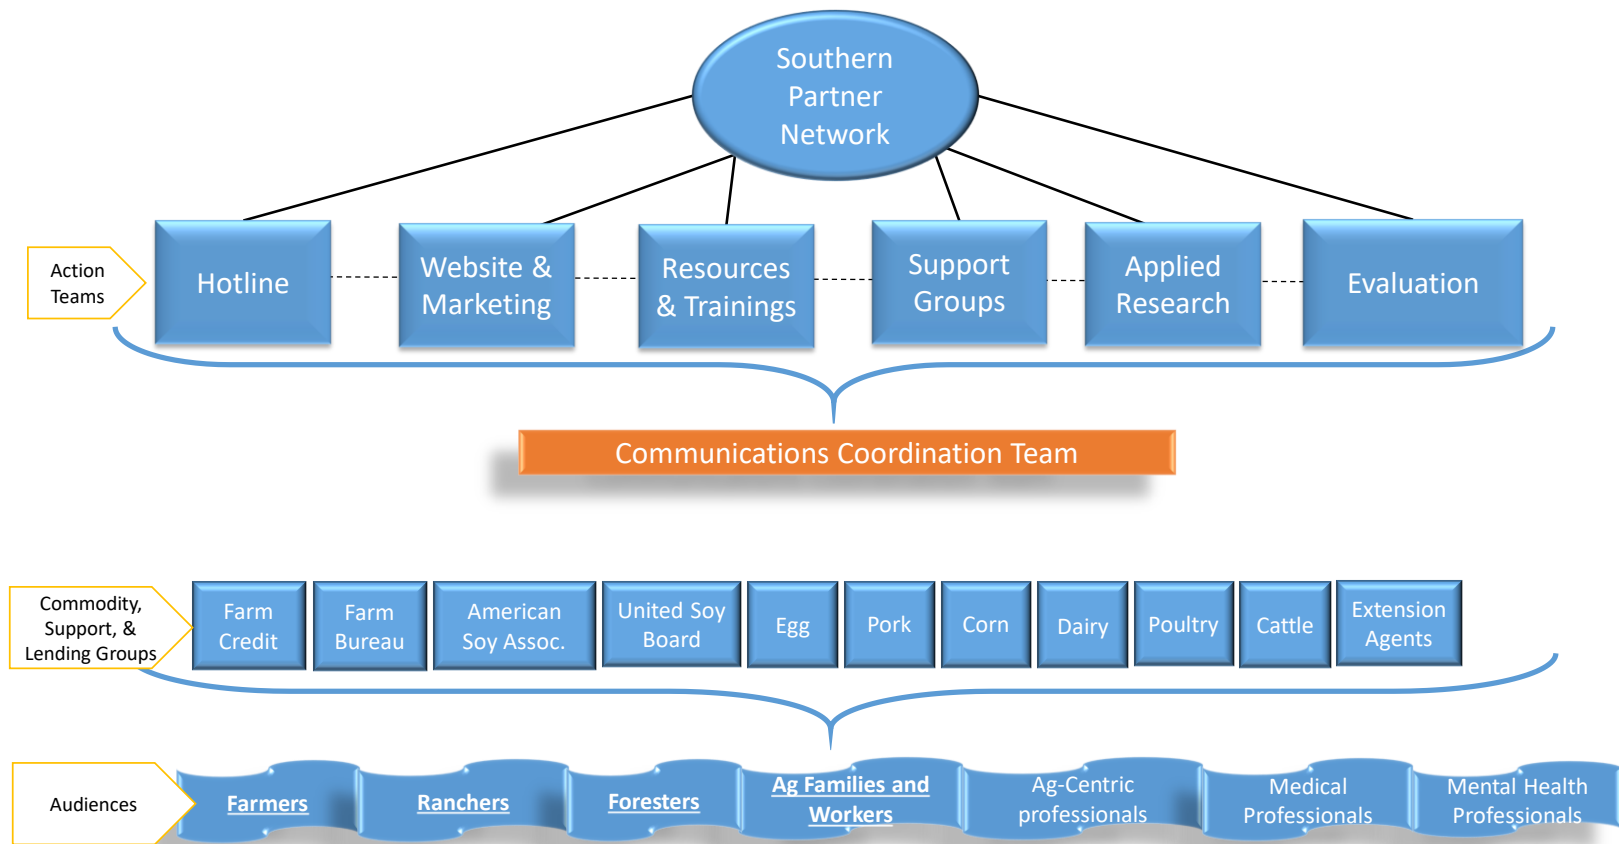 Southern
Partner
Network
Action
Teams
Hotline
Website &
Marketing
Resources
& Trainings
Support
Groups
Applied
Research
Evaluation
Communications Coordination Team
Commodity,
Support, &
Lending Groups
Farm
Credit
Farm
Bureau
American
Soy Assoc.
United Soy
Board
Egg
Pork
Corn
Dairy
Poultry
Cattle
Extension
Agents
Audiences
Farmers
Ranchers
Foresters
Ag Families and
Workers
Ag-Centric
professionals
Medical
Professionals
Mental Health
Professionals